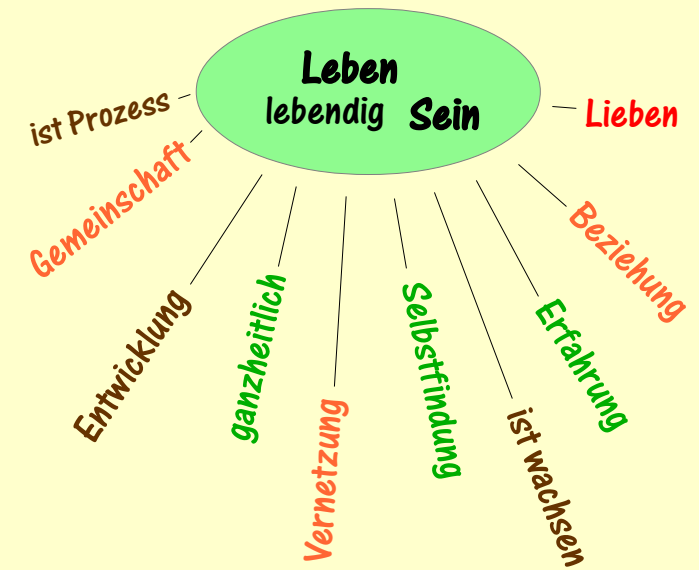 Leben
lebendig Sein
ist Prozess
Gemeinschaft
Entwicklung
ganzheitlich
Vernetzung
Selbstfindung
ist wachsen
Erfahrung
Beziehung
Lieben